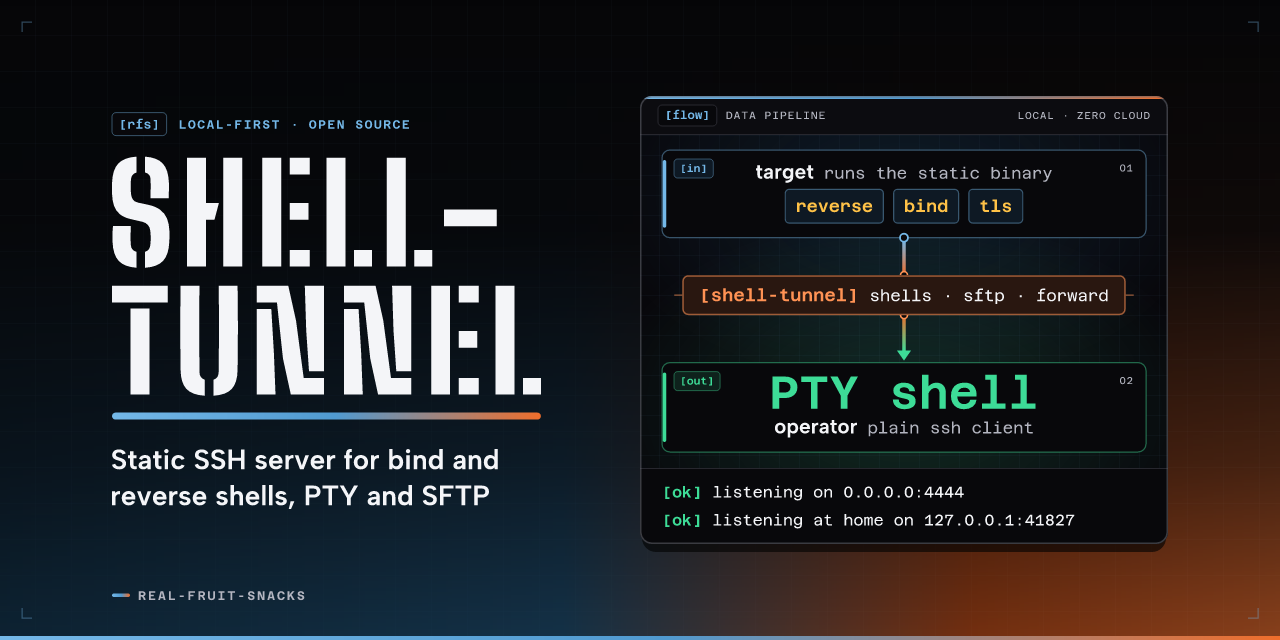 [rfs] LOCAL-FIRST · OPEN SOURCE
SHELL-
TUNNEL
Static SSH server for bind and
reverse shells, PTY and SFTP
REAL-FRUIT-SNACKS
[flow] DATA PIPELINE LOCAL · ZERO CLOUD
[in] target runs the static binary 01
reverse bind tls
[shell-tunnel] shells · sftp · forward
[out] PTY shell 02
operator plain ssh client
[ok] listening on 0.0.0.0:4444
[ok] listening at home on 127.0.0.1:41827